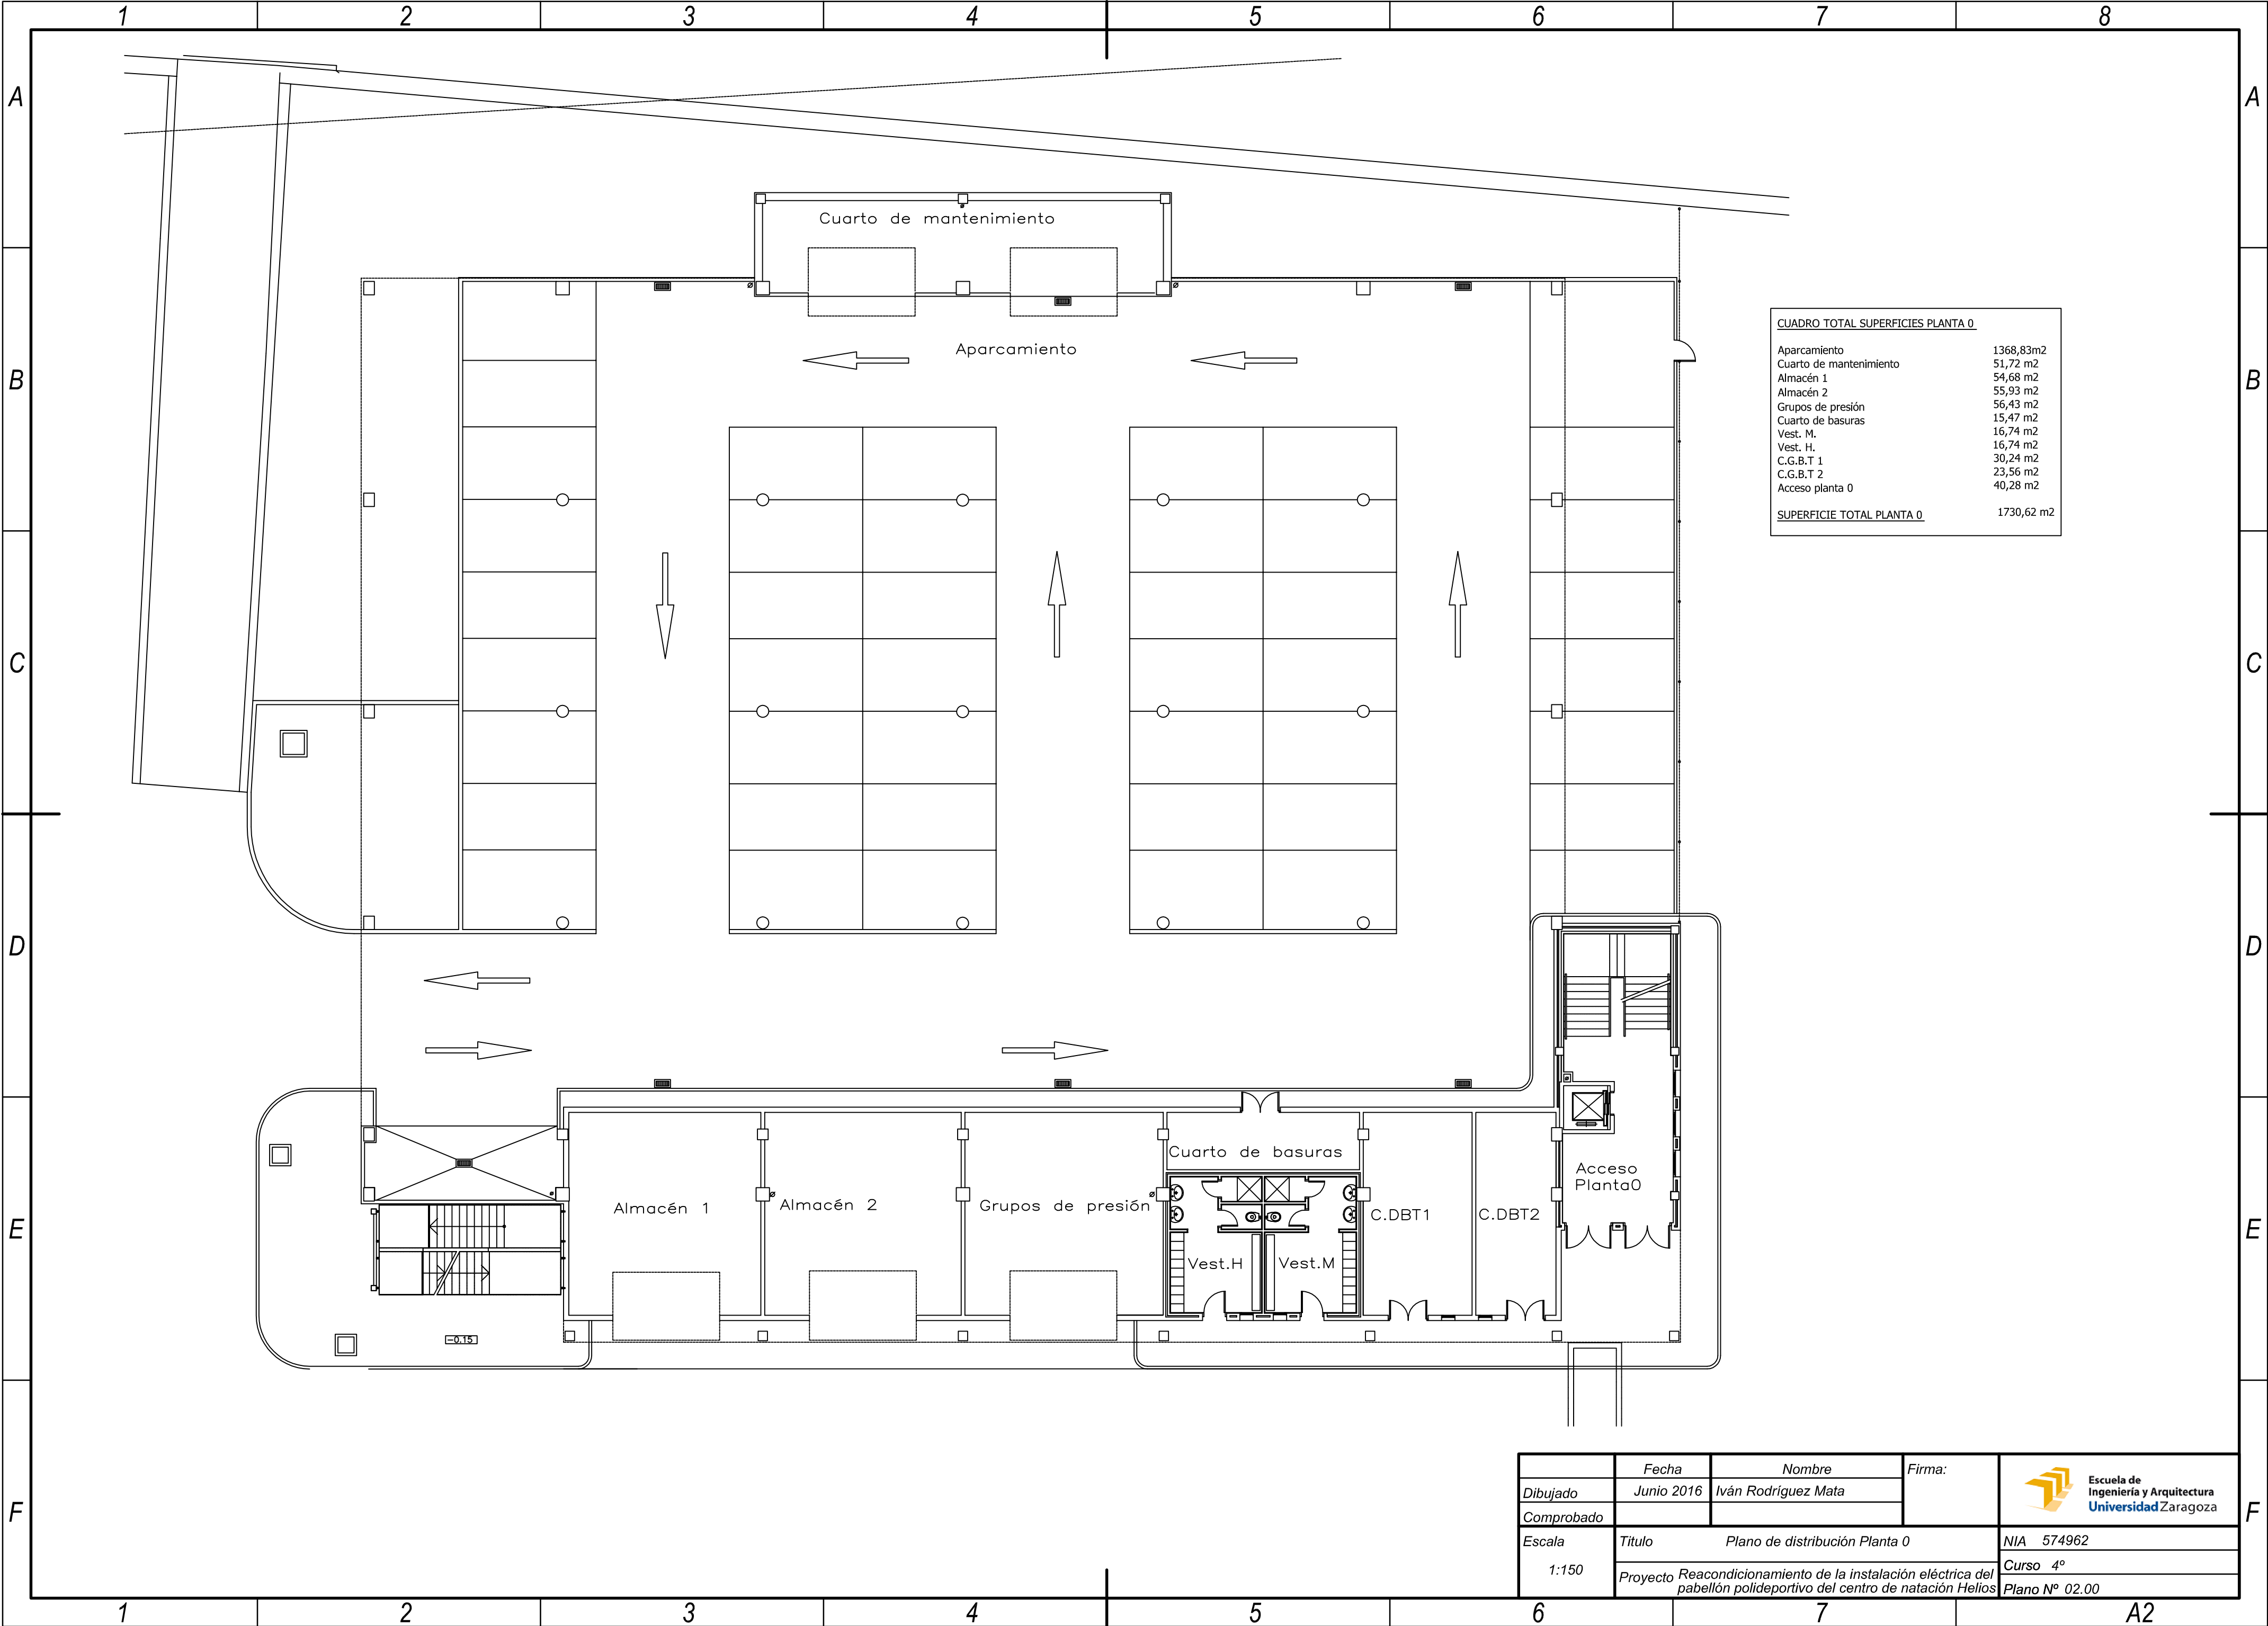 1 2 3 4 5 6 7 8
A A
Cuarto de mantenimiento
Aparcamiento
B B
CUADRO TOTAL SUPERFICIES PLANTA 0
Aparcamiento 1368,83m2
Cuarto de mantenimiento 51,72 m2
Almacén 1 54,68 m2
Almacén 2 55,93 m2
Grupos de presión 56,43 m2
Cuarto de basuras 15,47 m2
Vest. M. 16,74 m2
Vest. H. 16,74 m2
C.G.B.T 1 30,24 m2
C.G.B.T 2 23,56 m2
Acceso planta 0 40,28 m2
SUPERFICIE TOTAL PLANTA 0 1730,62 m2
C C
D D
Cuarto de basuras
Acceso
Planta0
Almacén 1
Almacén 2
Grupos de presión
C.DBT1
C.DBT2
E E
Vest.H
Vest.M
-0.15
Fecha Nombre Firma:
Dibujado Junio 2016 Iván Rodríguez Mata
Comprobado
Escuela de
Ingeniería y Arquitectura
Universidad Zaragoza
F F
Escala
1:150
Titulo Plano de distribución Planta 0
Proyecto Reacondicionamiento de la instalación eléctrica del
pabellón polideportivo del centro de natación Helios
NIA 574962
Curso 4º
Plano Nº 02.00
1 2 3 4 5 6 7 A2